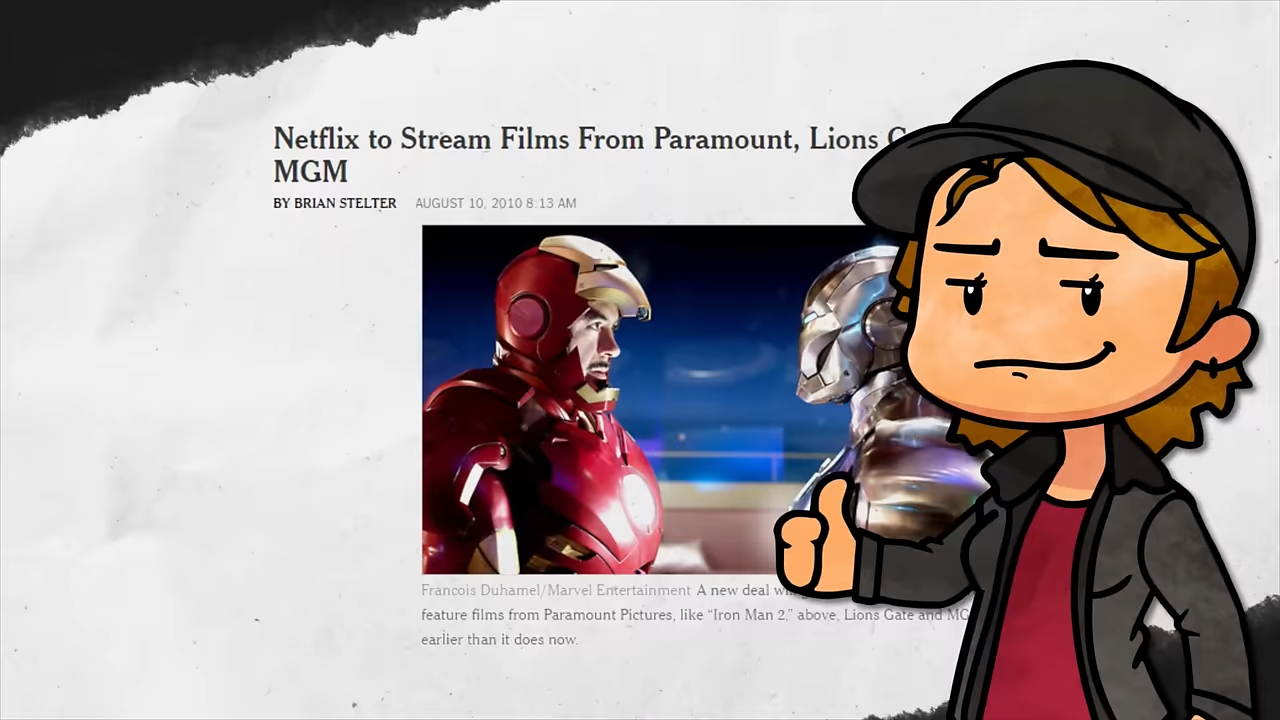 Netflix to Stream Films From Paramount, Lions
MGM
BY BRIAN STELTER AUGUST 10, 2010 8:13 AM
Francois Duhamel/Marvel Entertainment A new deal
feature films from Paramount Pictures, like “Iron Man 2,” above, Lions Gate and
earlier than it does now.